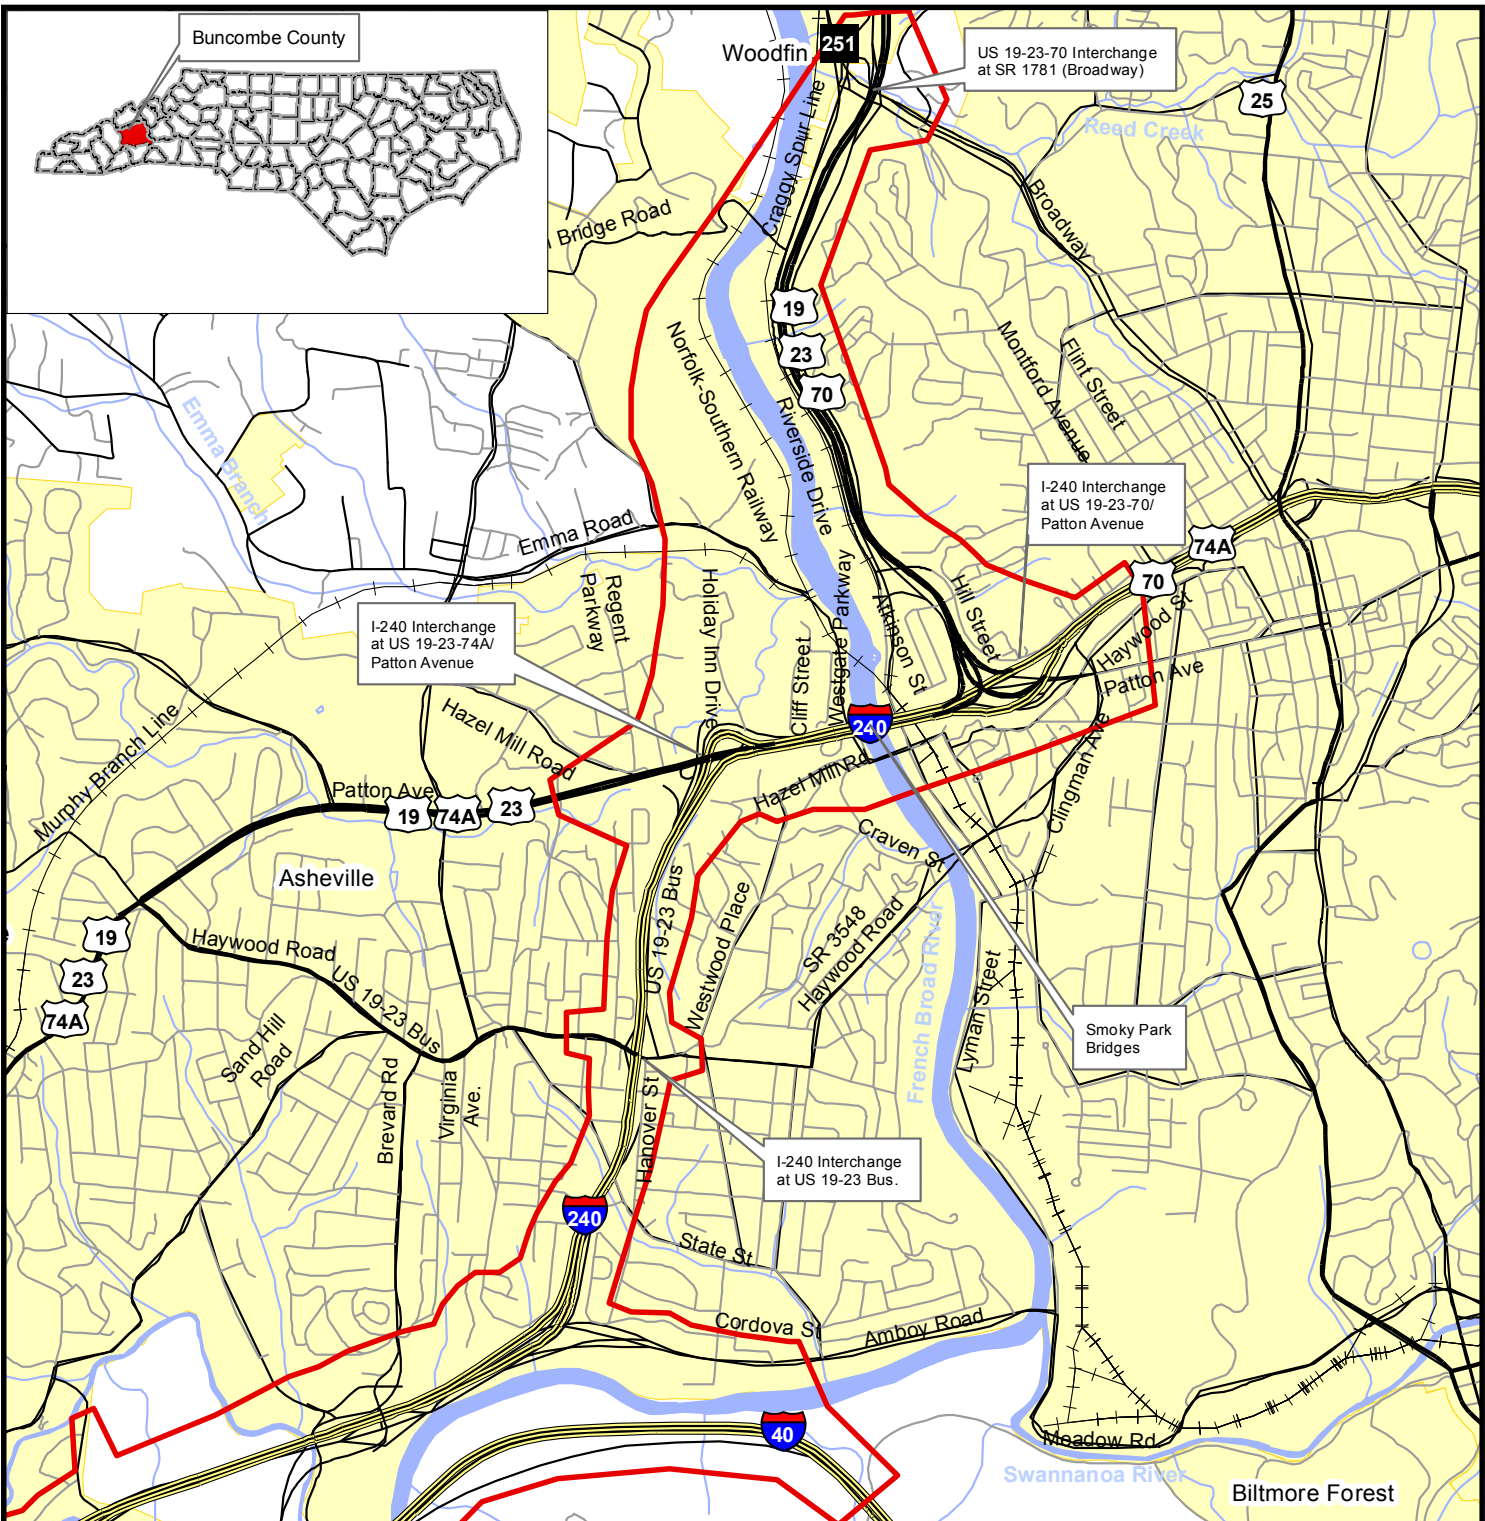 Buncombe County
Woodfin
251
US 19-23-70 Interchange
at SR 1781 (Broadway)
25
Reed Creek
Craggy Spur Line
Broadway
Bridge Road
19
23
70
Norfolk-Southern Railway
Riverside Drive
Montford Avenue
Flint Street
Emma Branch
I-240 Interchange
at US 19-23-70/
Patton Avenue
74A
70
Emma Road
Regent
Parkway
Holiday Inn Drive
Cliff Street
Westgate Parkway
Atkinson St
Hill Street
Haywood St
Patton Ave
I-240 Interchange
at US 19-23-74A/
Patton Avenue
Hazel Mill Road
240
Murphy Branch Line
Patton Ave
19
74A
23
Hazel Mill Rd
Clingman Ave
Craven St
Asheville
19
23
74A
Haywood Road
US 19-23 Bus
US 19-23 Bus
Westwood Place
SR 3548
Haywood Road
French Broad River
Lyman Street
Smoky Park
Bridges
Sand Hill
Road
Brevard Rd
Virginia
Ave.
Hanover St
I-240 Interchange
at US 19-23 Bus.
240
State St
Cordova St
Amboy Road
40
Meadow Rd
Swannanoa River
Biltmore Forest